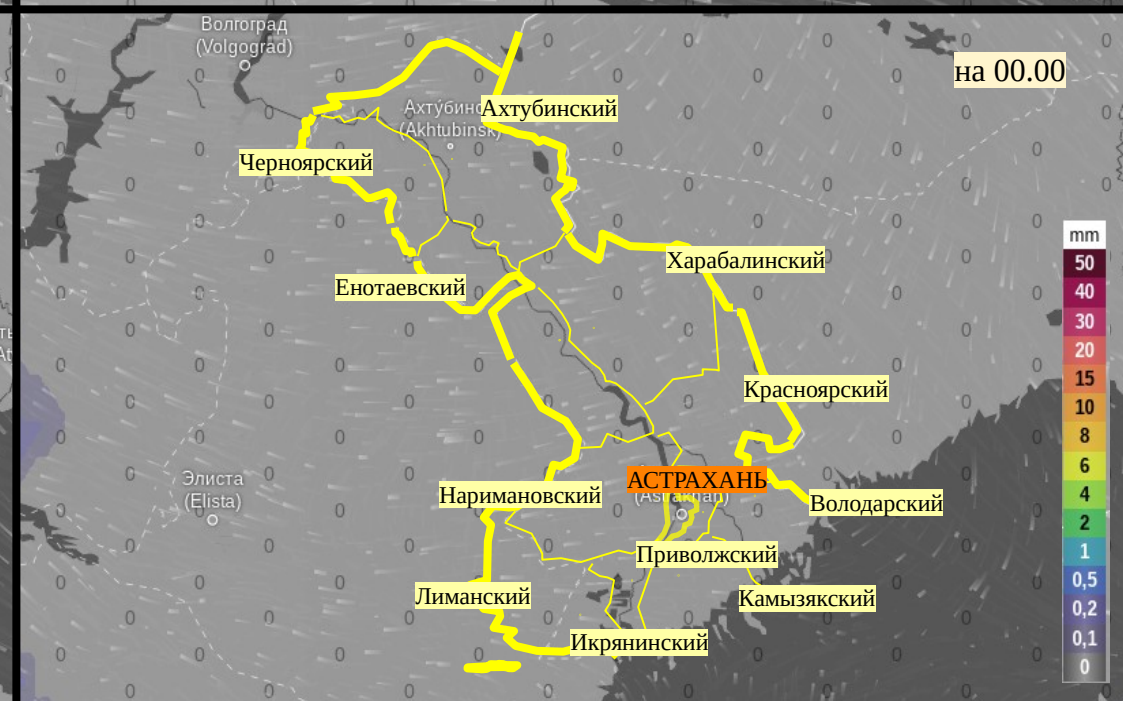 Волгоград
(Volgograd)
на 00.00
Ахтубинский
(Akhtubinsk)
Черноярский
Харабалинский
Енотаевский
Красноярский
Элиста
(Elista)
АСТРАХАНЬ
(Astrakhan)
НариманОвский
Володарский
Приволжский
Лиманский
Камызякский
Икрянинский
mm
50
40
30
20
15
10
8
6
4
2
1
0,5
0,2
0,1
0